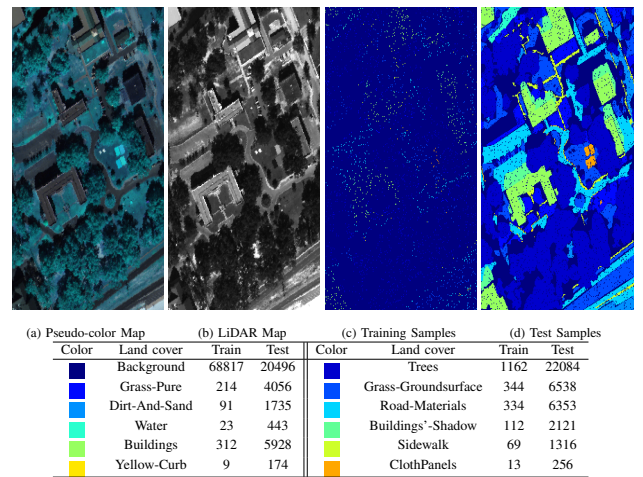 (a) Pseudo-color Map (b) LiDAR Map (c) Training Samples (d) Test Samples
Color Land cover Train Test Color Land cover Train Test
Background 68817 20496 Trees 1162 22084
Grass-Pure 214 4056 Grass-Groundsurface 344 6538
Dirt-And-Sand 91 1735 Road-Materials 334 6353
Water 23 443 Buildings'-Shadow 112 2121
Buildings 312 5928 Sidewalk 69 1316
Yellow-Curb 9 174 ClothPanels 13 256